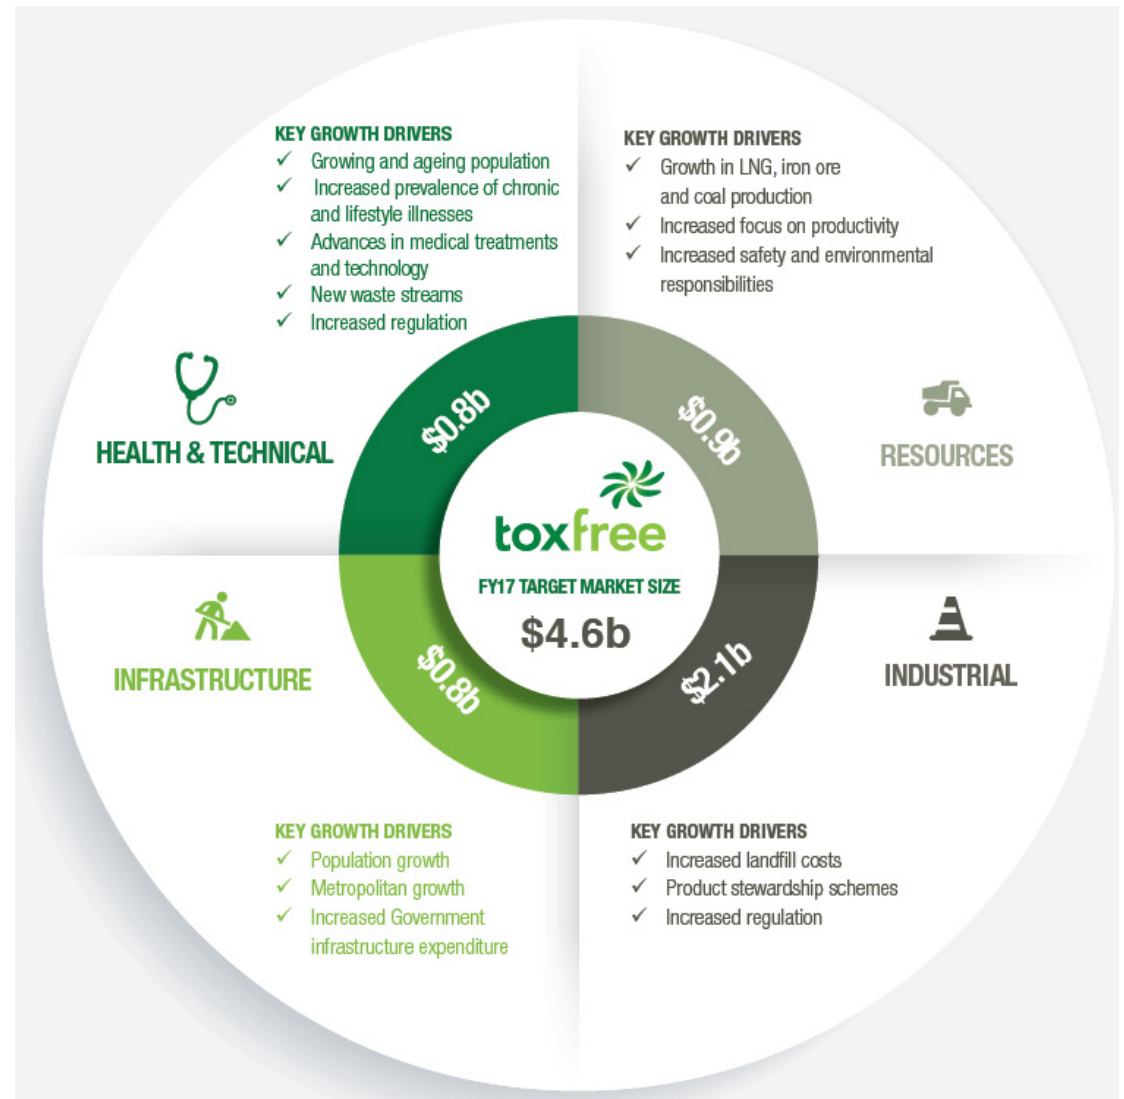 KEY GROWTH DRIVERS
✓ Growing and ageing population
✓ Increased prevalence of chronic
and lifestyle illnesses
✓ Advances in medical treatments
and technology
✓ New waste streams
✓ Increased regulation
HEALTH & TECHNICAL
$0.8b
KEY GROWTH DRIVERS
✓ Growth in LNG, iron ore
and coal production
✓ Increased focus on productivity
✓ Increased safety and environmental
responsibilities
$0.9b
RESOURCES
toxfree
FY17 TARGET MARKET SIZE
$4.6b
INFRASTRUCTURE
$0.8b
$2.1b
INDUSTRIAL
KEY GROWTH DRIVERS
✓ Population growth
✓ Metropolitan growth
✓ Increased Government
infrastructure expenditure
KEY GROWTH DRIVERS
✓ Increased landfill costs
✓ Product stewardship schemes
✓ Increased regulation